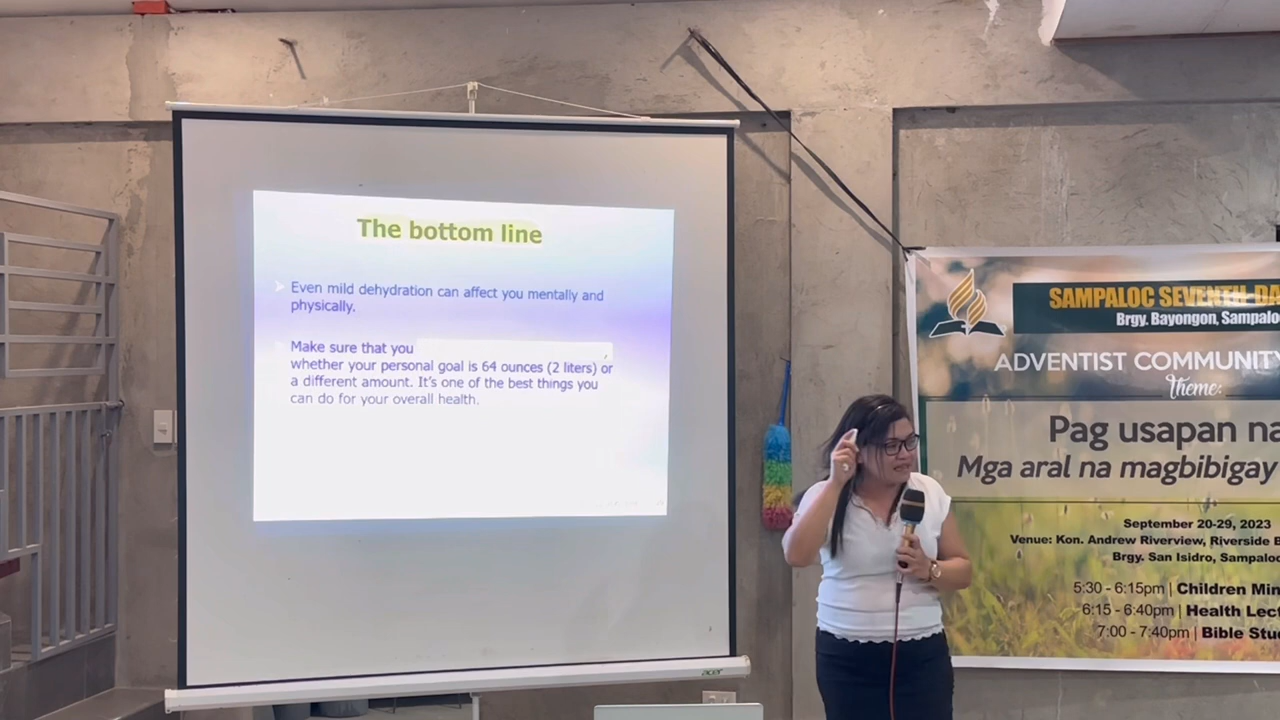 The bottom line
Even mild dehydration can affect you mentally and
physically.
Make sure that you
whether your personal goal is 64 ounces (2 liters) or
a different amount. It's one of the best things you
can do for your overall health.
acer
SAMPALOC SEVENTH-DA
Brgy. Bayongon, Sampaloc
ADVENTIST COMMUNITY
Theme:
Pag usapan na
Mga aral na magbibigay
September 20-29, 2023
Venue: Kon. Andrew Riverview, Riverside B
Brgy. San Isidro, Sampaloc
5:30 - 6:15pm | Children Min
6:15 - 6:40pm | Health Lect
7:00 - 7:40pm | Bible Stu